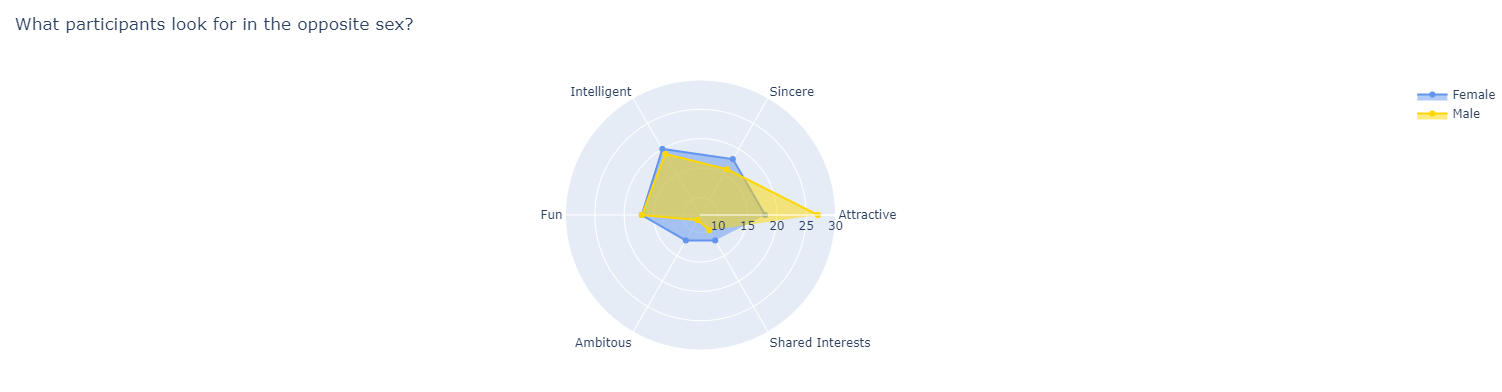 What participants look for in the opposite sex?
Intelligent
Sincere
Female
Male
Fun
Attractive
10 15 20 25 30
Ambitous
Shared Interests